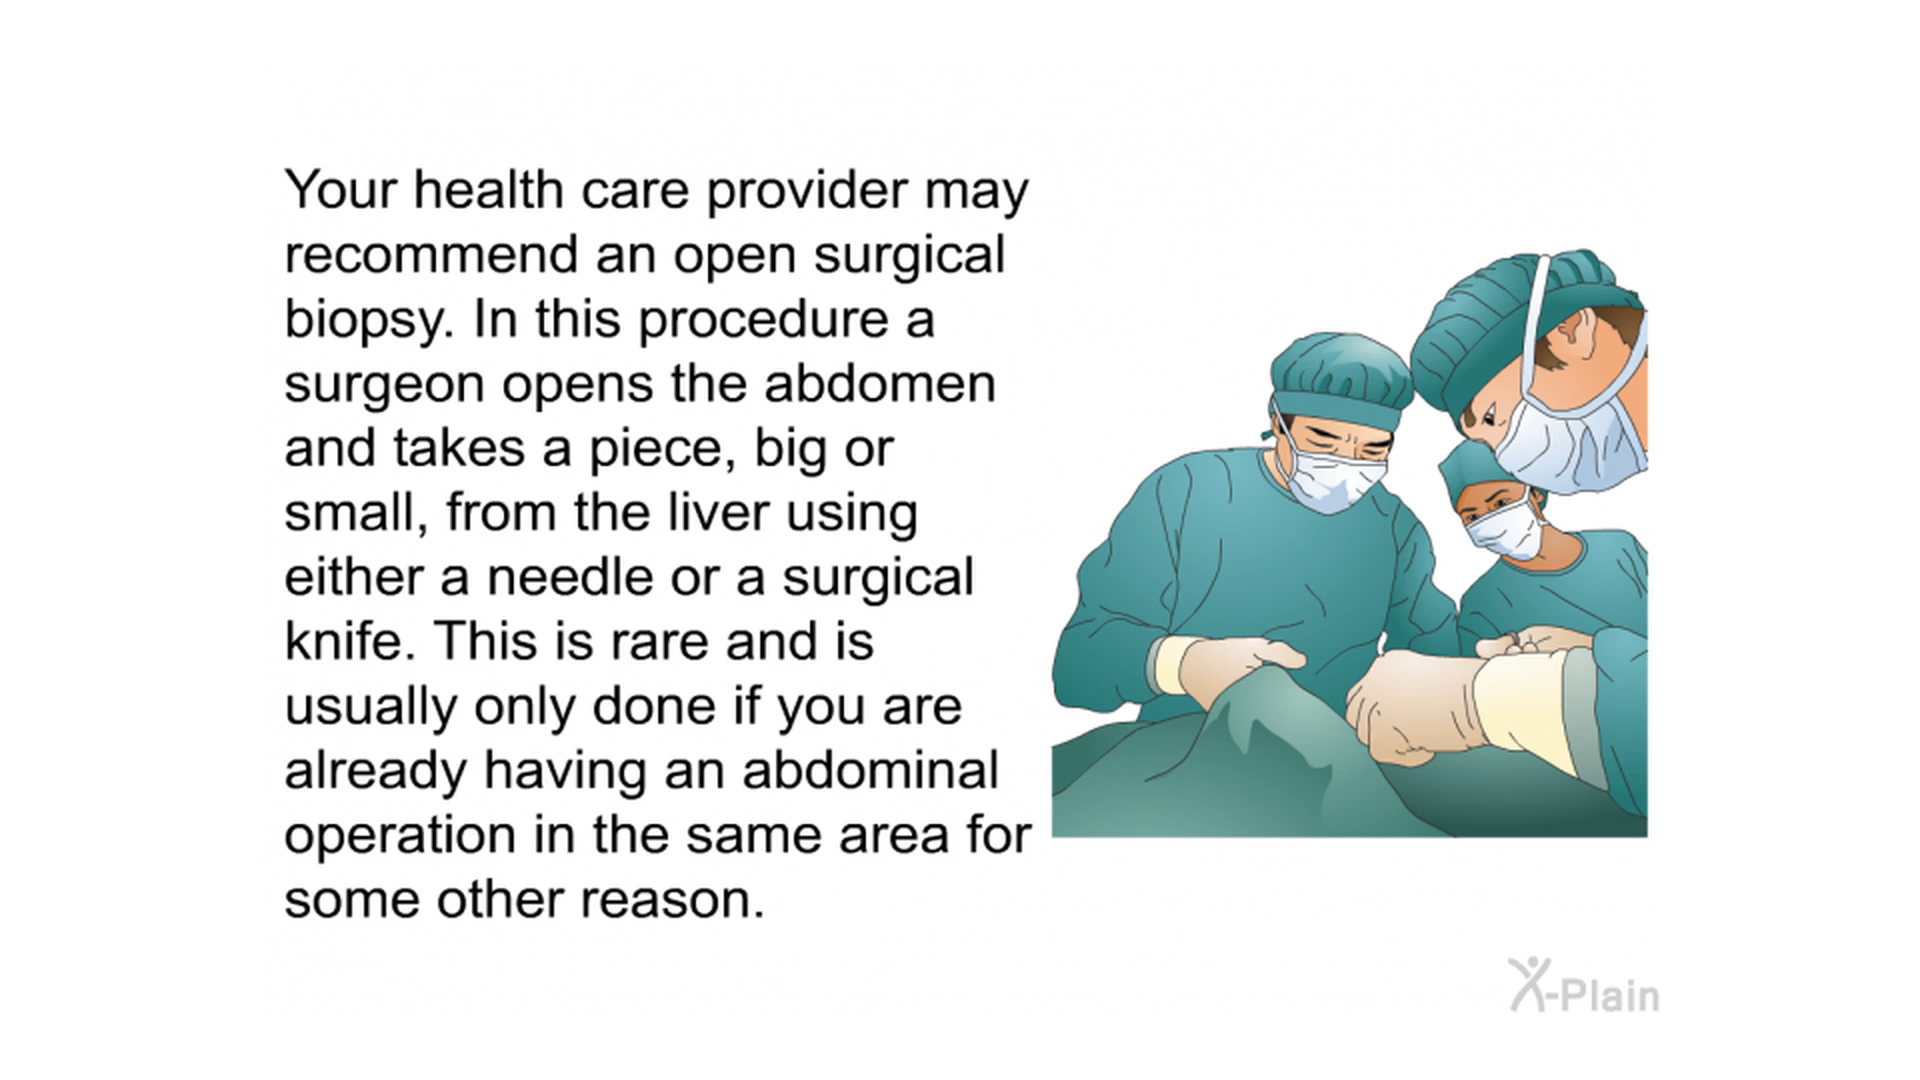 Your health care provider may
recommend an open surgical
biopsy. In this procedure a
surgeon opens the abdomen
and takes a piece, big or
small, from the liver using
either a needle or a surgical
knife. This is rare and is
usually only done if you are
already having an abdominal
operation in the same area for
some other reason.
X-Plain